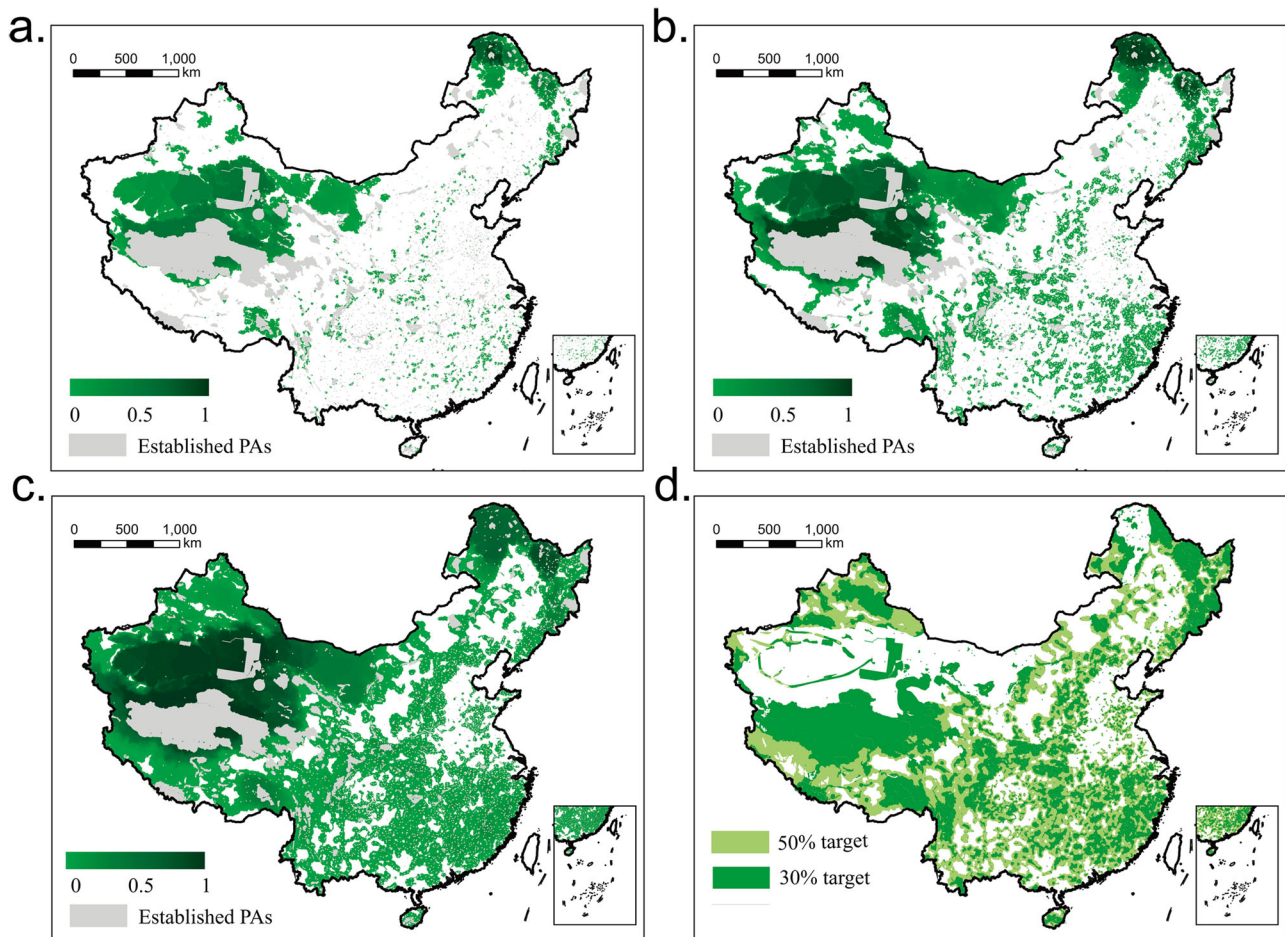 a.
0 500 1,000
km
0 0.5 1
Established PAs
b.
0 500 1,000
km
0 0.5 1
Established PAs
c.
0 500 1,000
km
0 0.5 1
Established PAs
d.
0 500 1,000
km
50% target
30% target